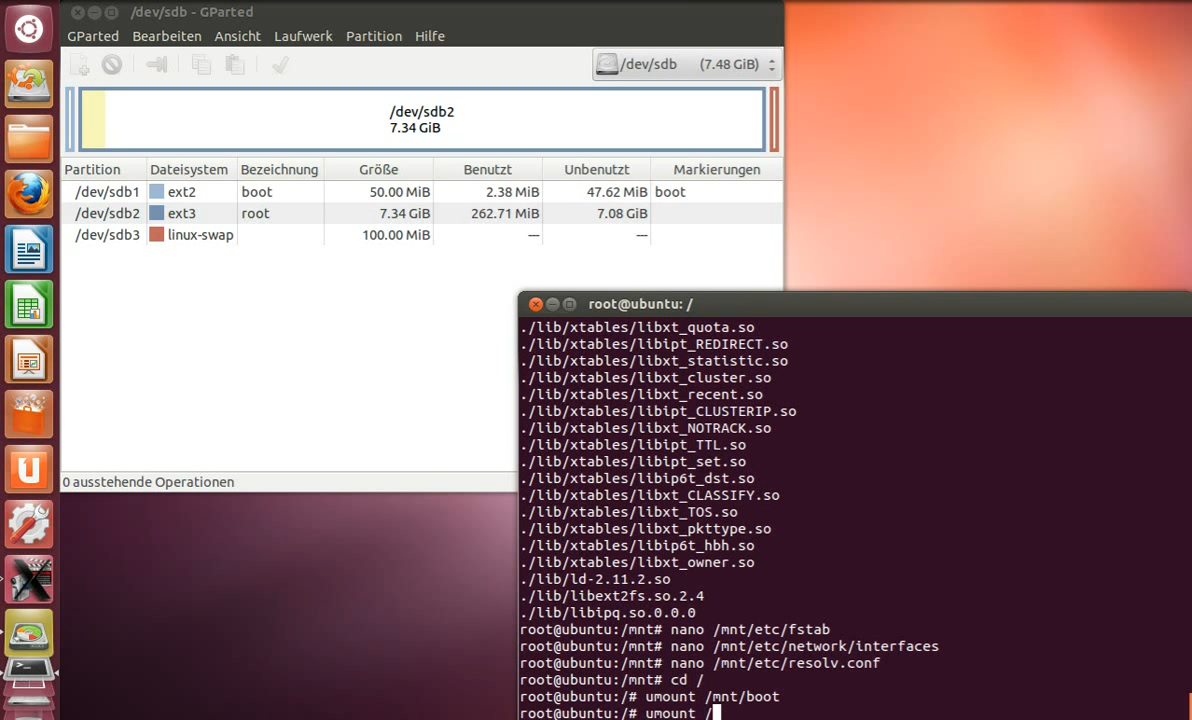 /dev/sdb - GParted
GParted Bearbeiten Ansicht Laufwerk Partition Hilfe
/dev/sdb (7.48 GiB)
/dev/sdb2
7.34 GiB
Partition Dateisystem Bezeichnung Größe Benutzt Unbenutzt Markierungen
/dev/sdb1 ext2 boot 50.00 MiB 2.38 MiB 47.62 MiB boot
/dev/sdb2 ext3 root 7.34 GiB 262.71 MiB 7.08 GiB
/dev/sdb3 linux-swap 100.00 MiB --- ---
0 ausstehende Operationen
root@ubuntu: /
./lib/xtables/libxt_quota.so
./lib/xtables/libipt_REDIRECT.so
./lib/xtables/libxt_statistic.so
./lib/xtables/libxt_cluster.so
./lib/xtables/libxt_recent.so
./lib/xtables/libipt_CLUSTERIP.so
./lib/xtables/libxt_NOTRACK.so
./lib/xtables/libipt_TTL.so
./lib/xtables/libipt_set.so
./lib/xtables/libip6t_dst.so
./lib/xtables/libxt_CLASSIFY.so
./lib/xtables/libxt_TOS.so
./lib/xtables/libxt_pkttype.so
./lib/xtables/libip6t_hbh.so
./lib/xtables/libxt_owner.so
./lib/ld-2.11.2.so
./lib/libext2fs.so.2.4
./lib/libipq.so.0.0.0
root@ubuntu:/mnt# nano /mnt/etc/fstab
root@ubuntu:/mnt# nano /mnt/etc/network/interfaces
root@ubuntu:/mnt# nano /mnt/etc/resolv.conf
root@ubuntu:/mnt# cd /
root@ubuntu:/# umount /mnt/boot
root@ubuntu:/# umount /